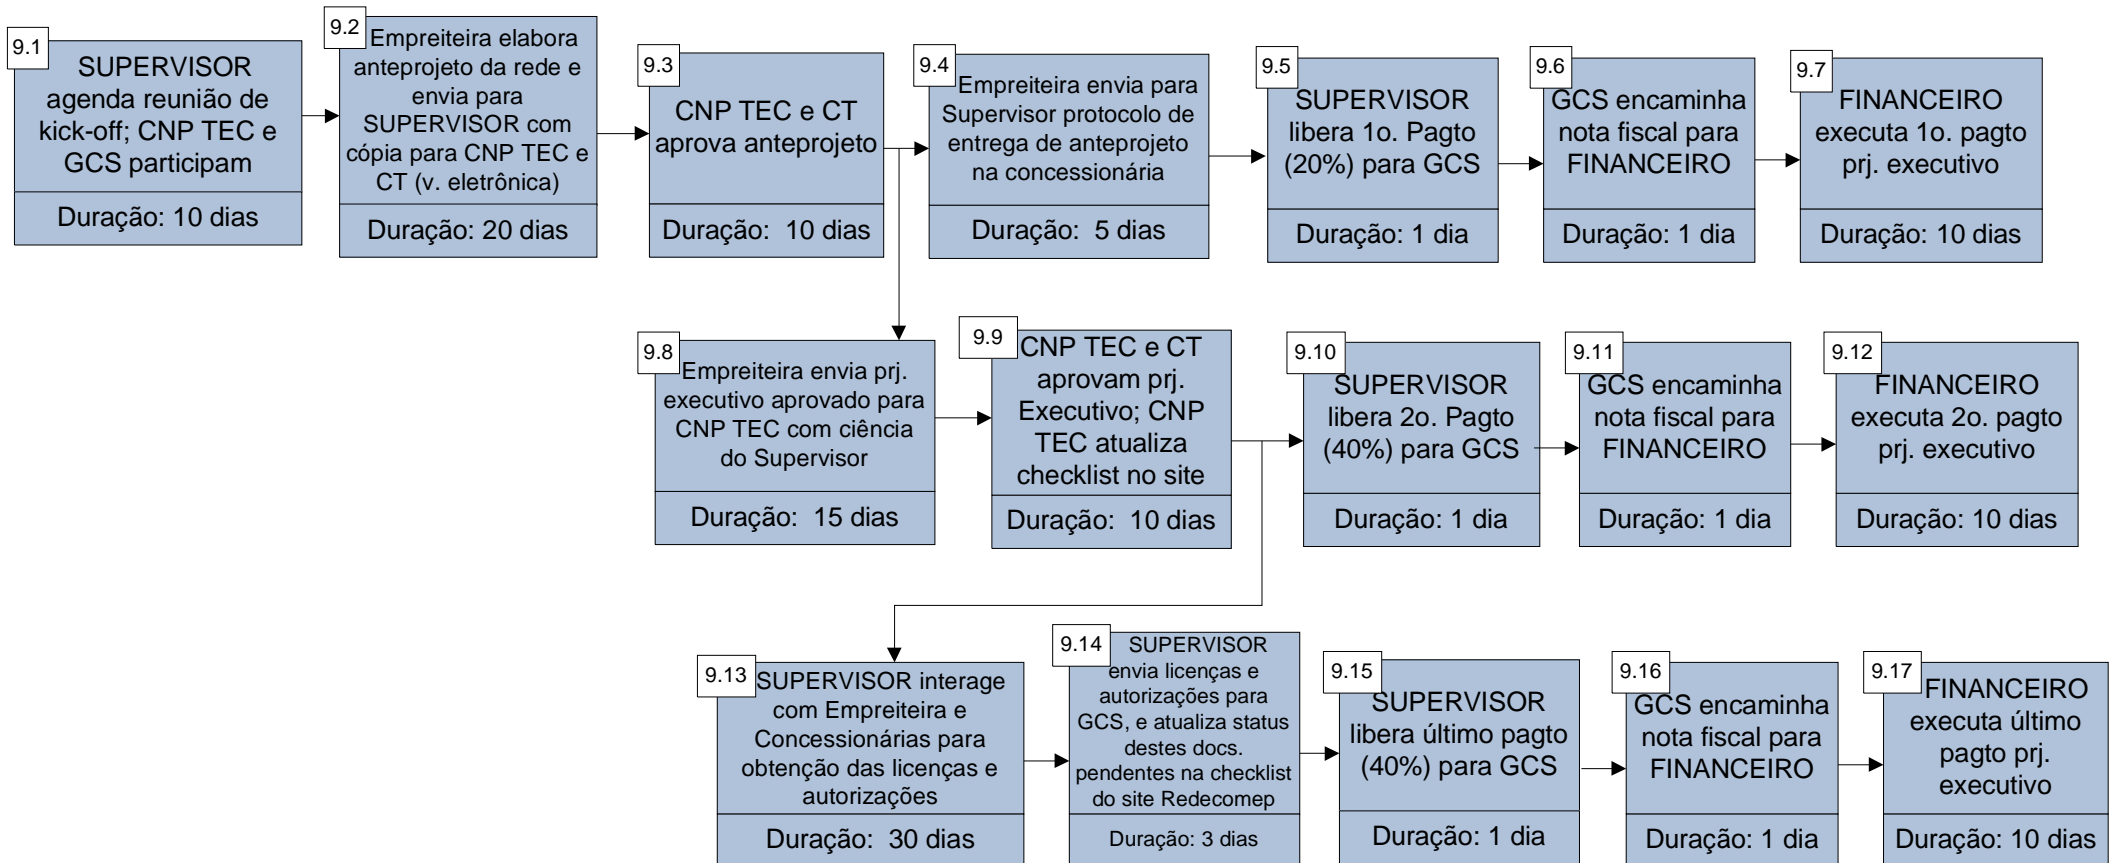 9.1
SUPERVISOR
agenda reunião de
kick-off; CNP TEC e
GCS participam
Duração: 10 dias
9.2
Empreiteira elabora
anteprojeto da rede e
envia para
SUPERVISOR com
cópia para CNP TEC e
CT (v. eletrônica)
Duração: 20 dias
9.3
CNP TEC e CT
aprova anteprojeto
Duração: 10 dias
9.4
Empreiteira envia para
Supervisor protocolo de
entrega de anteprojeto
na concessionária
Duração: 5 dias
9.5
SUPERVISOR
libera 1o. Pagto
(20%) para GCS
Duração: 1 dia
9.6
GCS encaminha
nota fiscal para
FINANCEIRO
Duração: 1 dia
9.7
FINANCEIRO
executa 1o. pagto
prj. executivo
Duração: 10 dias
9.8
Empreiteira envia prj.
executivo aprovado para
CNP TEC com ciência
do Supervisor
Duração: 15 dias
9.9
CNP TEC e CT
aprovam prj.
Executivo; CNP
TEC atualiza
checklist no site
Duração: 10 dias
9.10
SUPERVISOR
libera 2o. Pagto
(40%) para GCS
Duração: 1 dia
9.11
GCS encaminha
nota fiscal para
FINANCEIRO
Duração: 1 dia
9.12
FINANCEIRO
executa 2o. pagto
prj. executivo
Duração: 10 dias
9.13
SUPERVISOR interage
com Empreiteira e
Concessionárias para
obtenção das licenças e
autorizações
Duração: 30 dias
9.14
SUPERVISOR
envia licenças e
autorizações para
GCS, e atualiza status
destes docs.
pendentes na checklist
do site Redecomep
Duração: 3 dias
9.15
SUPERVISOR
libera último pagto
(40%) para GCS
Duração: 1 dia
9.16
GCS encaminha
nota fiscal para
FINANCEIRO
Duração: 1 dia
9.17
FINANCEIRO
executa último
pagto prj.
executivo
Duração: 10 dias